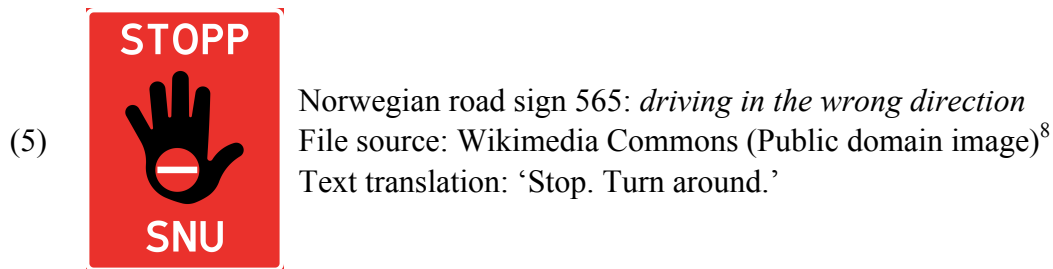 (5)
STOPP
SNU
Norwegian road sign 565: driving in the wrong direction
File source: Wikimedia Commons (Public domain image)8
Text translation: ‘Stop. Turn around.’